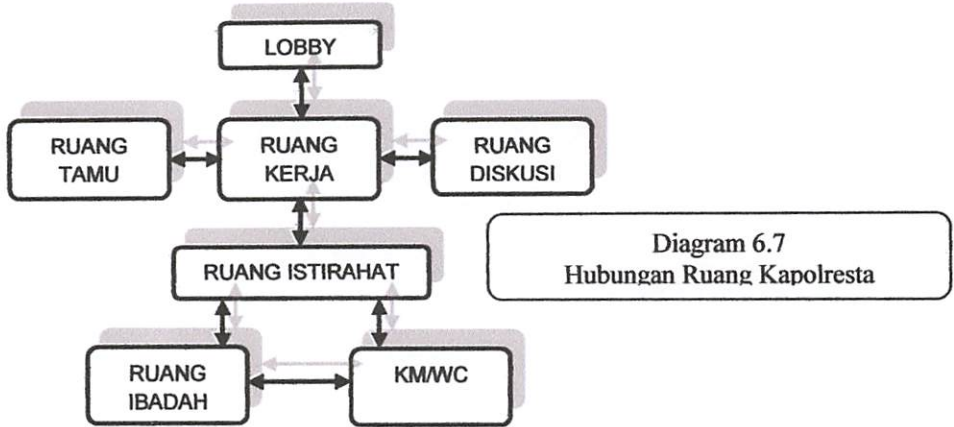 LOBBY
RUANG
TAMU
RUANG
KERJA
RUANG
DISKUSI
Diagram 6.7
Hubungan Ruang Kapolresta
RUANG ISTIRAHAT
RUANG
IBADAH
KM/WC